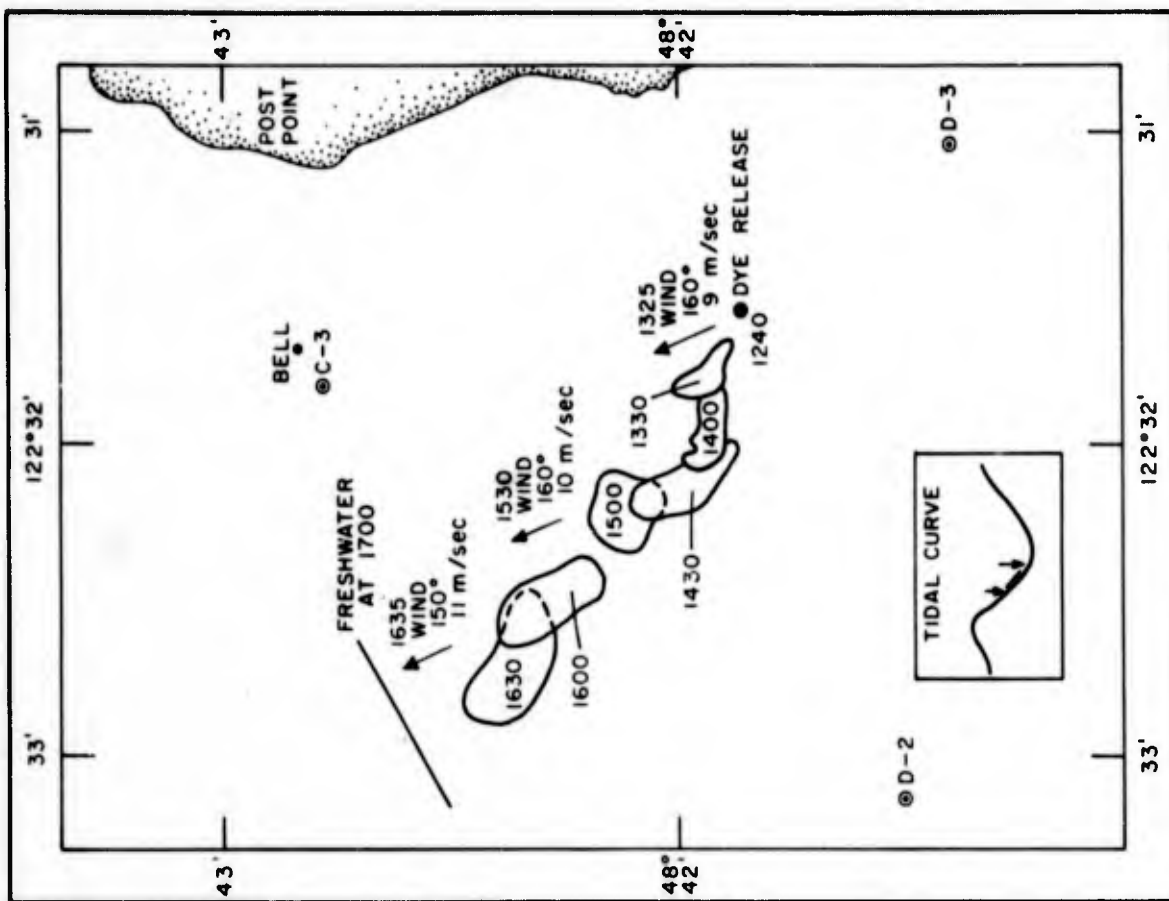 48°
42'
43'
33'
33'
D-2
FRESHWATER
AT 1700
1635
WIND
150°
11 m/sec
1630
1600
1530
WIND
160°
10 m/sec
1500
1430
TIDAL CURVE
122°32'
122°32'
1400
1330
1325
WIND
160°
9 m/sec
1240
DYE RELEASE
BELL
C-3
POST
POINT
31'
31'
D-3
48°
42'
43'